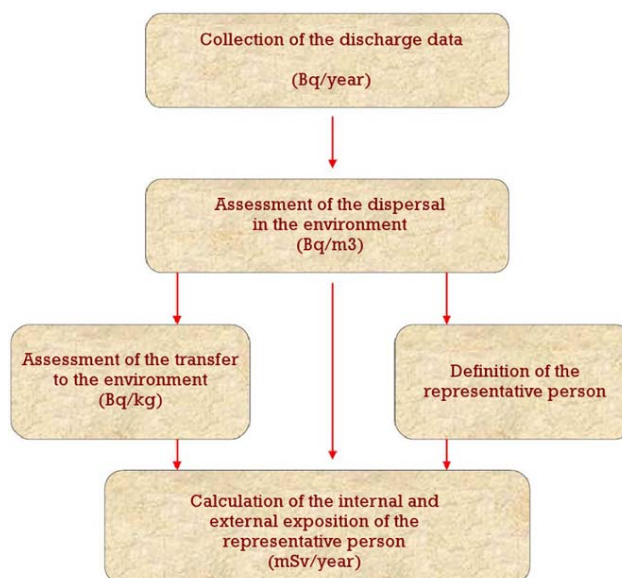 Collection of the discharge data
(Bq/year)
Assessment of the dispersal
in the environment
(Bq/m3)
Assessment of the transfer
to the environment
(Bq/kg)
Definition of the
representative person
Calculation of the internal and
external exposition of the
representative person
(mSv/year)